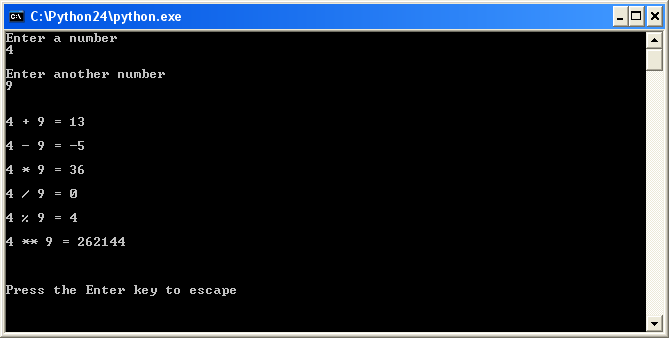 C:\Python24\python.exe
Enter a number
4
Enter another number
9
4 + 9 = 13
4 - 9 = -5
4 * 9 = 36
4 / 9 = 0
4 % 9 = 4
4 ** 9 = 262144
Press the Enter key to escape